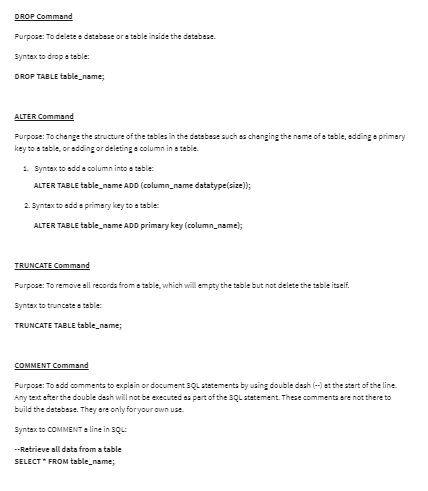 DROP Command
Purpose: To delete a database or a table inside the database.
Syntax to drop a table:
DROP TABLE table_name;
ALTER Command
Purpose: To change the structure of the tables in the database such as changing the name of a table, adding a primary
key to a table, or adding or deleting a column in a table.
1. Syntax to add a column into a table:
ALTER TABLE table_name ADD (column_name datatype(size));
2. Syntax to add a primary key to a table:
ALTER TABLE table_name ADD primary key (column_name);
TRUNCATE Command
Purpose: To remove all records from a table, which will empty the table but not delete the table itself.
Syntax to truncate a table:
TRUNCATE TABLE table_name;
COMMENT Command
Purpose: To add comments to explain or document SQL statements by using double dash (--) at the start of the line.
Any text after the double dash will not be executed as part of the SQL statement. These comments are not there to
build the database. They are only for your own use.
Syntax to COMMENT a line in SQL:
--Retrieve all data from a table
SELECT * FROM table_name;